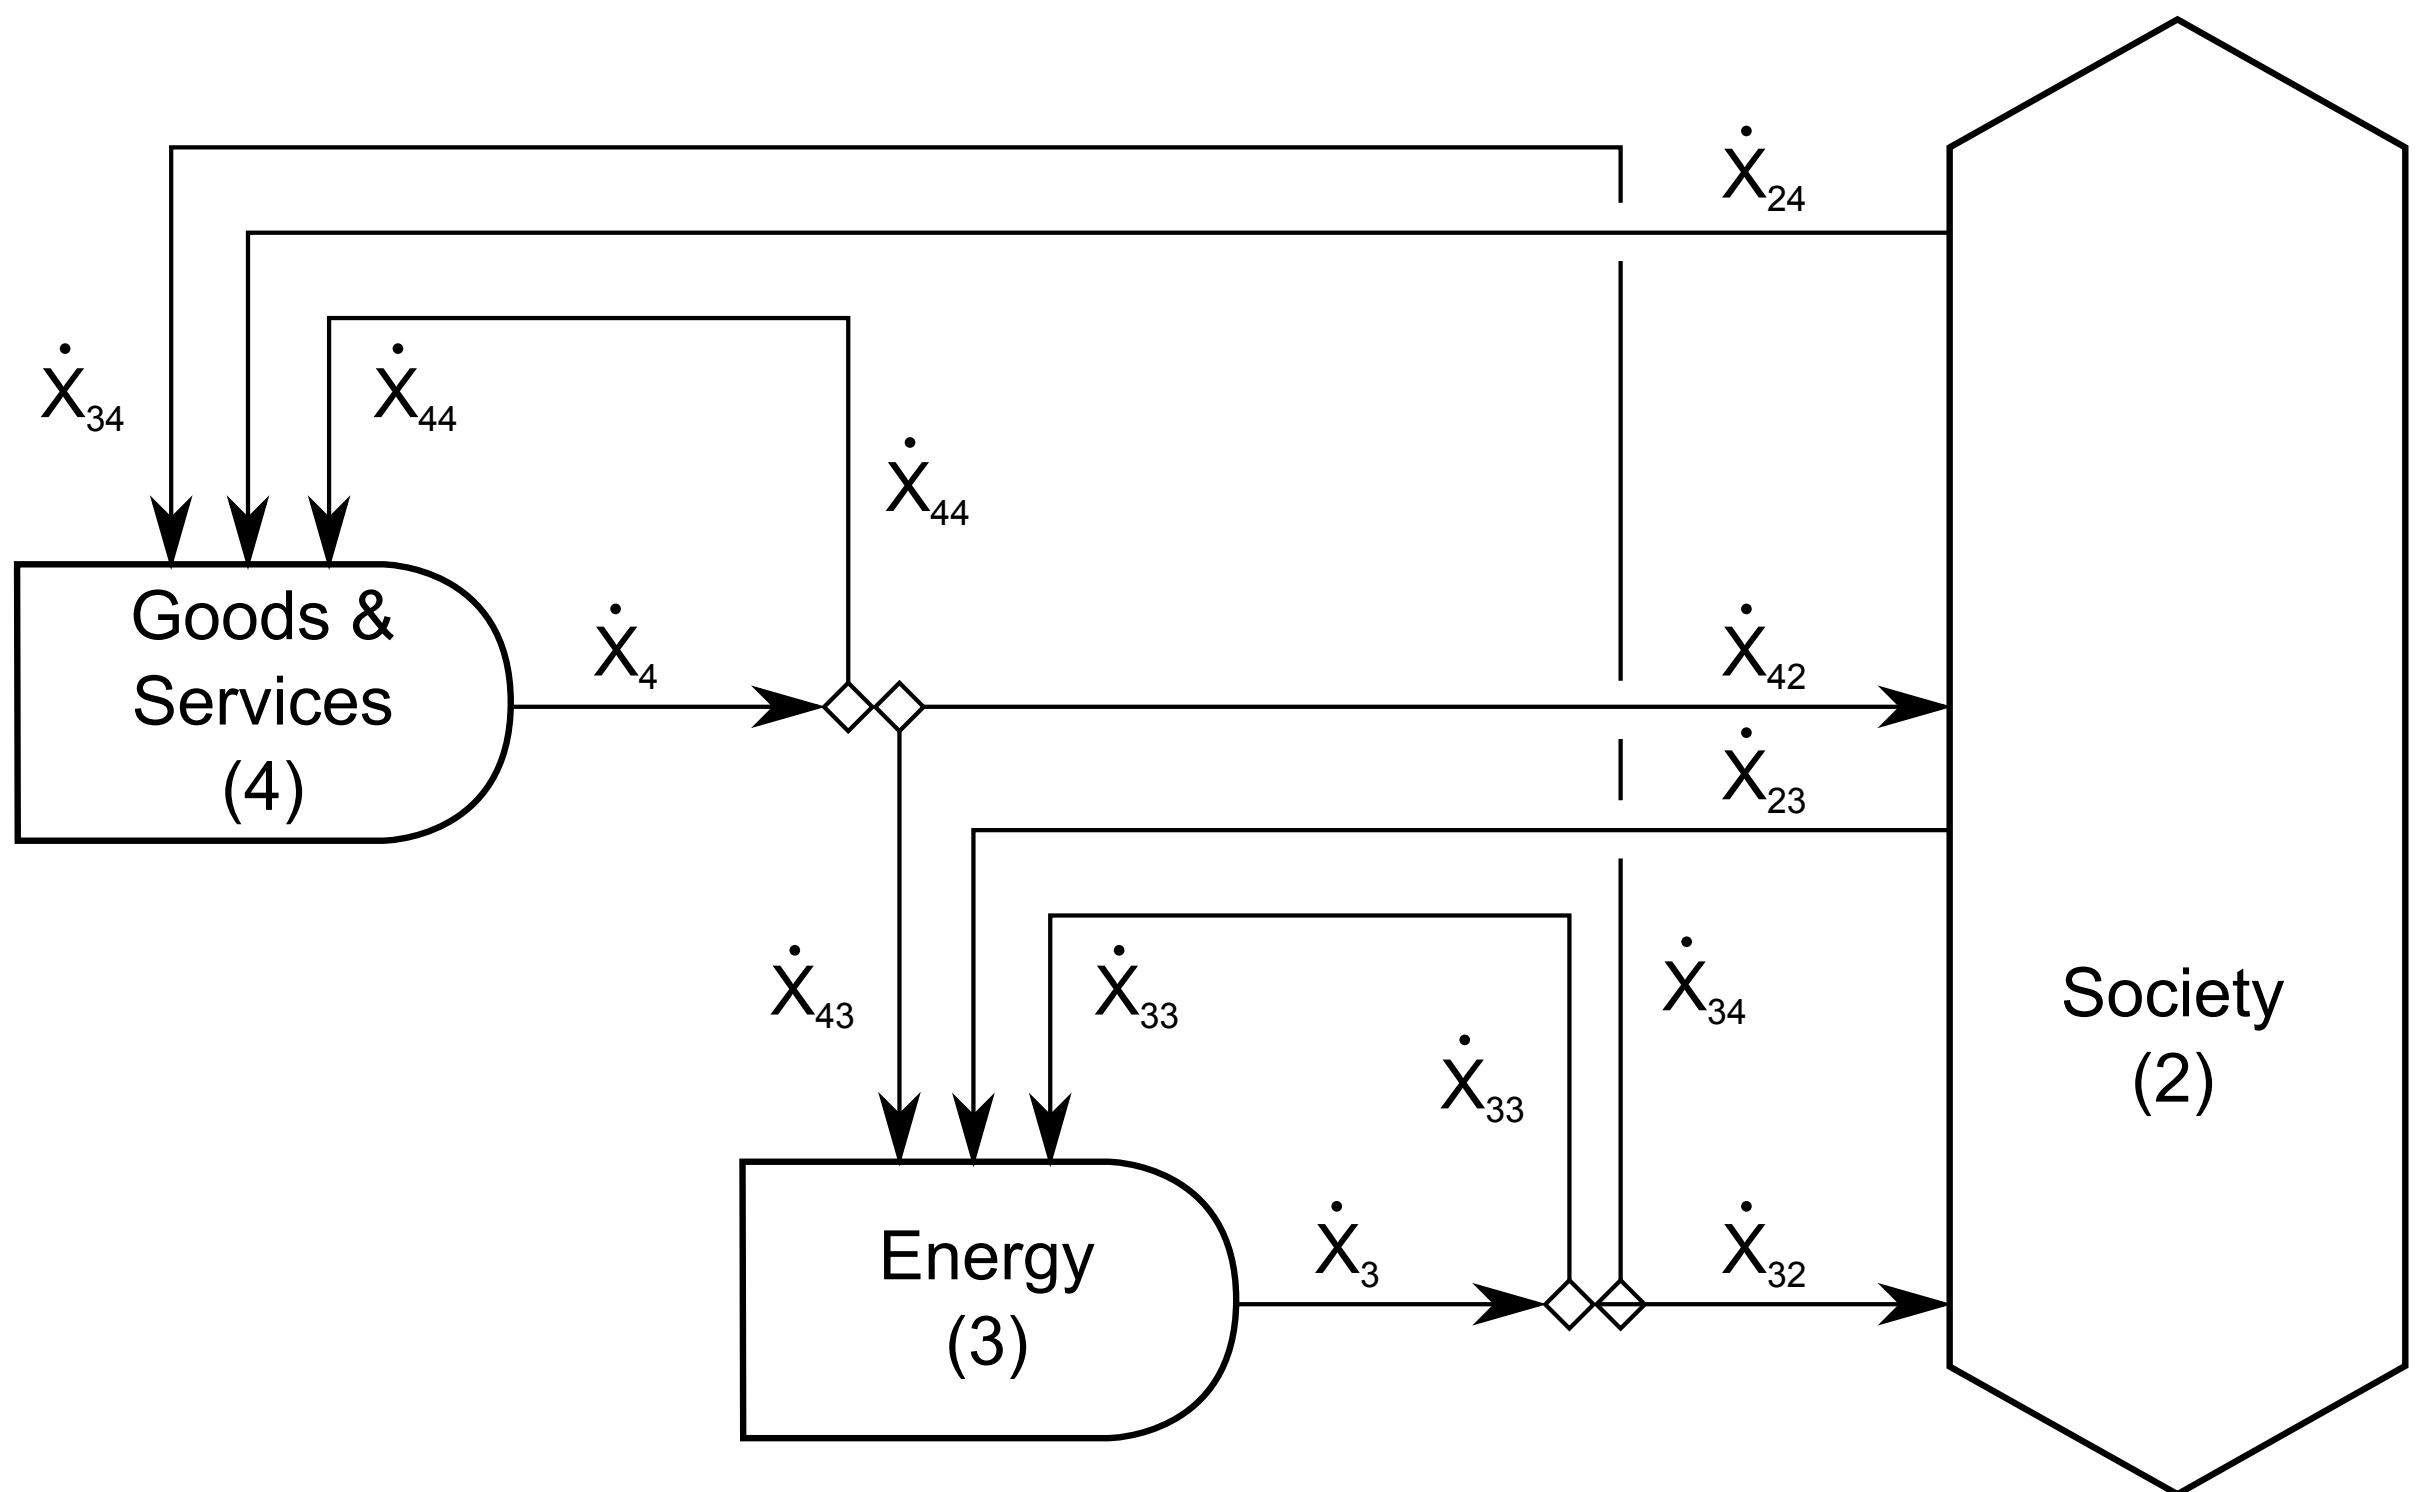 Ẋ24
Ẋ34
Ẋ44
Ẋ44
Goods &
Services
(4)
Ẋ4
Ẋ42
Ẋ23
Ẋ43
Ẋ33
Ẋ34
Ẋ33
Society
(2)
Energy
(3)
Ẋ3
Ẋ32